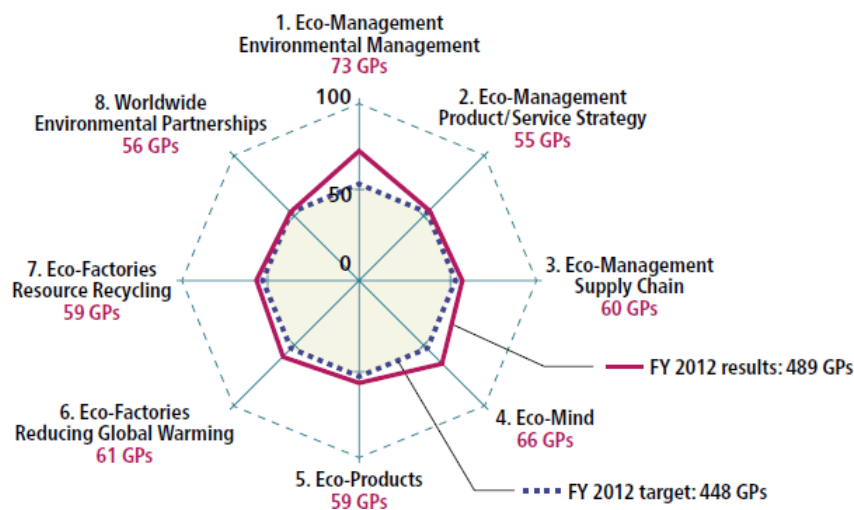 1. Eco-Management
Environmental Management
73 GPs
100
2. Eco-Management
Product/Service Strategy
55 GPs
8. Worldwide
Environmental Partnerships
56 GPs
50
0
7. Eco-Factories
Resource Recycling
59 GPs
3. Eco-Management
Supply Chain
60 GPs
FY 2012 results: 489 GPs
6. Eco-Factories
Reducing Global Warming
61 GPs
4. Eco-Mind
66 GPs
5. Eco-Products
59 GPs
FY 2012 target: 448 GPs